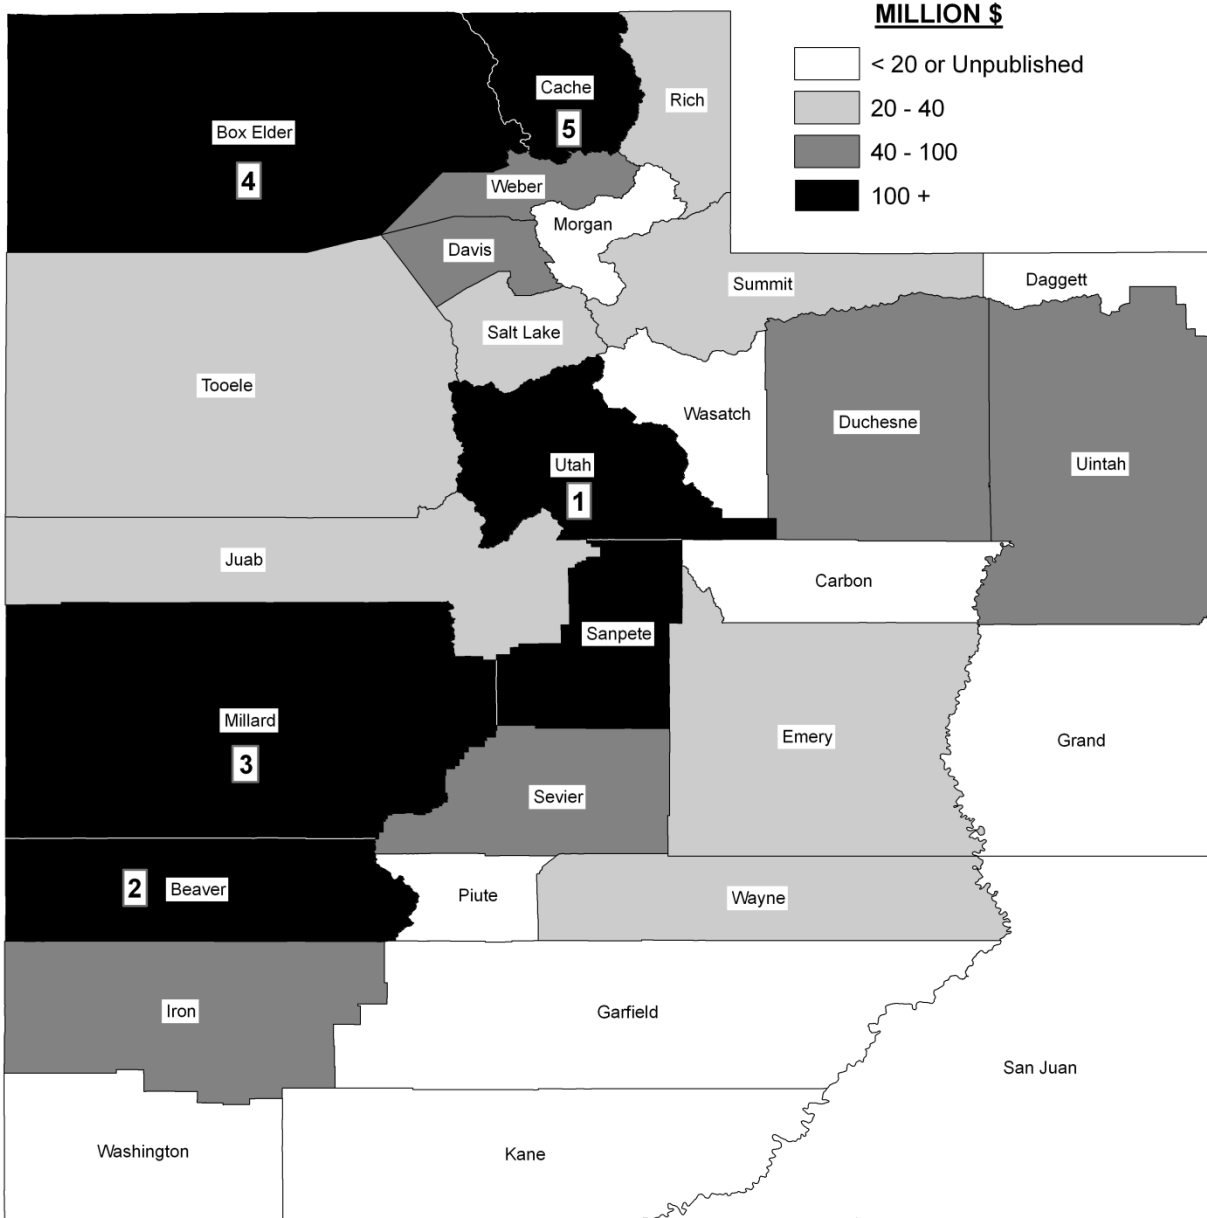 MILLION $
< 20 or Unpublished
20 - 40
40 - 100
100 +
Cache
5
Rich
Box Elder
4
Weber
Morgan
Davis
Summit
Daggett
Salt Lake
Tooele
Wasatch
Duchesne
Uintah
Utah
1
Juab
Carbon
Sanpete
Millard
3
Emery
Grand
Sevier
2 Beaver
Piute
Wayne
Iron
Garfield
San Juan
Washington
Kane